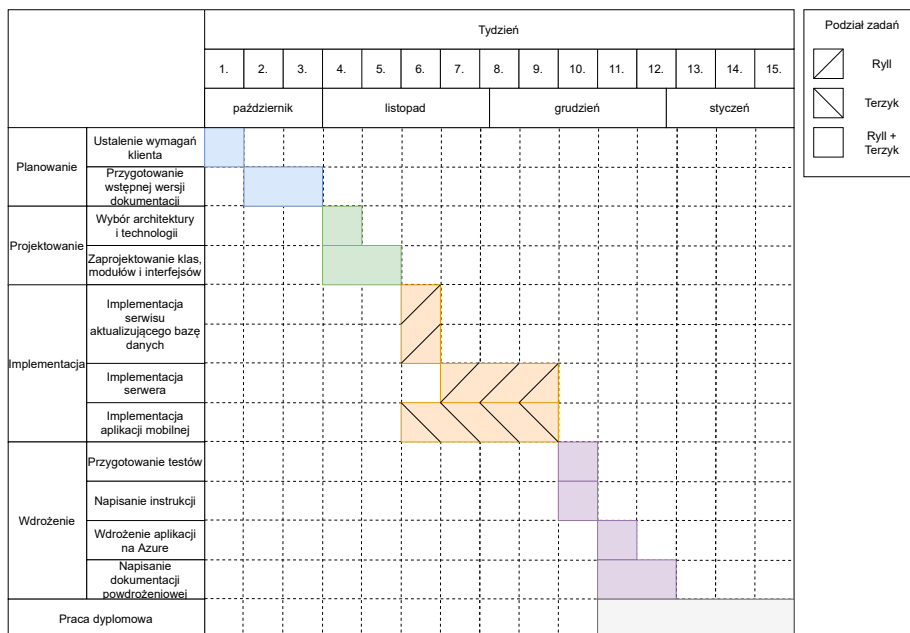 Tydzień
1. 2. 3. 4. 5. 6. 7. 8. 9. 10. 11. 12. 13. 14. 15.
październik listopad grudzień styczeń
Planowanie
Ustalenie wymagań
klienta
Przygotowanie
wstępnej wersji
dokumentacji
Projektowanie
Wybór architektury
i technologii
Zaprojektowanie klas,
modułów i interfejsów
Implementacja
Implementacja
serwisu
aktualizującego bazę
danych
Implementacja
serwera
Implementacja
aplikacji mobilnej
Wdrożenie
Przygotowanie testów
Napisanie instrukcji
Wdrożenie aplikacji
na Azure
Napisanie
dokumentacji
powdrożeniowej
Praca dyplomowa
Podział zadań
Ryll
Terzyk
Ryll +
Terzyk